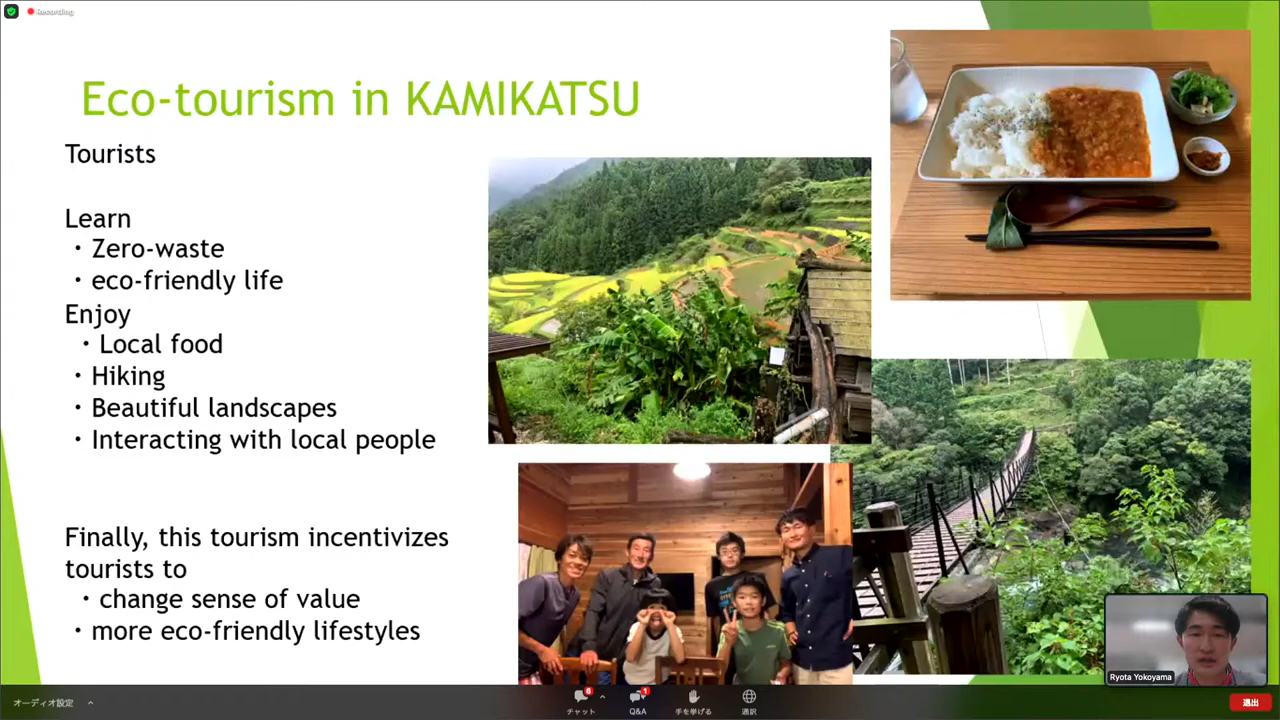 Recording
Eco-tourism in KAMIKATSU
Tourists
Learn
・Zero-waste
・eco-friendly life
Enjoy
・Local food
・Hiking
・Beautiful landscapes
・Interacting with local people
Finally, this tourism incentivizes
tourists to
・change sense of value
・more eco-friendly lifestyles
Ryota Yokoyama
オーディオ設定
6
チャット
1
Q&A
手を挙げる
通訳
退出